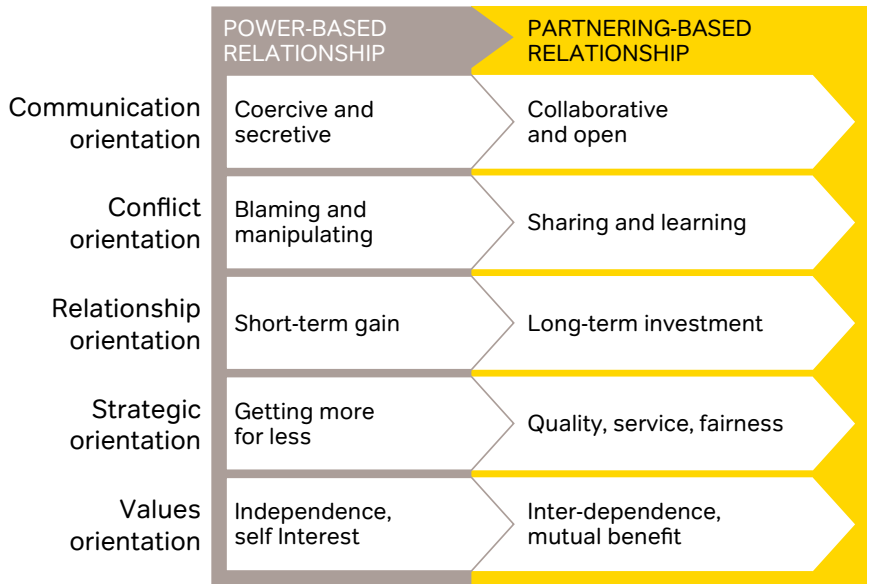 POWER-BASED
RELATIONSHIP
PARTNERING-BASED
RELATIONSHIP
Communication
orientation
Coercive and
secretive
Collaborative
and open
Conflict
orientation
Blaming and
manipulating
Sharing and learning
Relationship
orientation
Short-term gain
Long-term investment
Strategic
orientation
Getting more
for less
Quality, service, fairness
Values
orientation
Independence,
self Interest
Inter-dependence,
mutual benefit